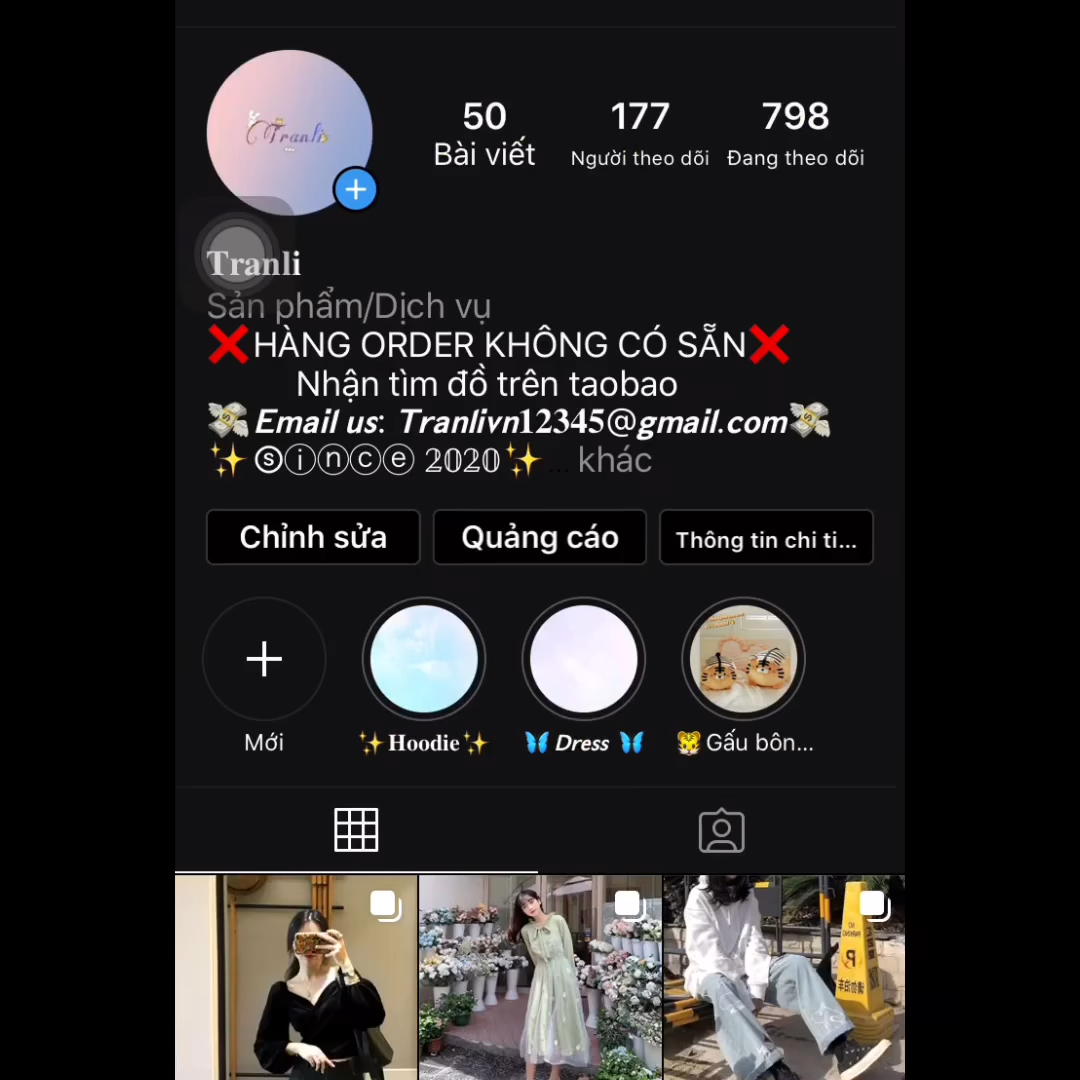 Tranli
50
Bài viết
177
Người theo dõi
798
Đang theo dõi
Tranli
Sản phẩm/Dịch vụ
❌HÀNG ORDER KHÔNG CÓ SẴN❌
Nhận tìm đồ trên taobao
💸𝙀𝙢𝙖𝙞𝙡 𝙪𝙨: 𝙏𝙧𝙖𝙣𝙡𝙞𝙫𝙣𝟏𝟐𝟑𝟒𝟓@𝙜𝙢𝙖𝙞𝙡.𝙘𝙤𝙢💸
✨ⓢⓘⓝⓒⓔ 𝟚𝟘𝟚𝟘✨... khác
Chỉnh sửa
Quảng cáo
Thông tin chi ti...
Mới
✨𝐇𝐨𝐨𝐝𝐢𝐞✨
🦋 𝘿𝙧𝙚𝙨𝙨 🦋
🐯Gấu bôn...
P